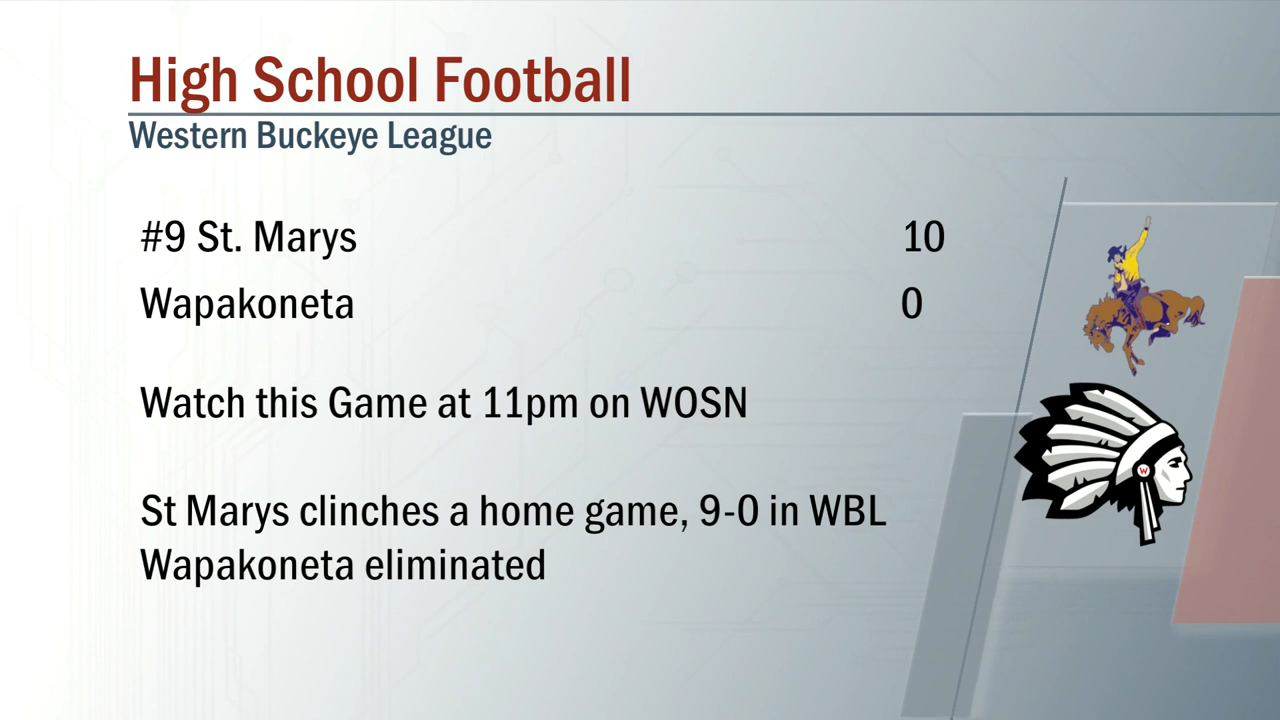 High School Football
Western Buckeye League
#9 St. Marys 10
Wapakoneta 0
Watch this Game at 11pm on WOSN
St Marys clinches a home game, 9-0 in WBL
Wapakoneta eliminated
W